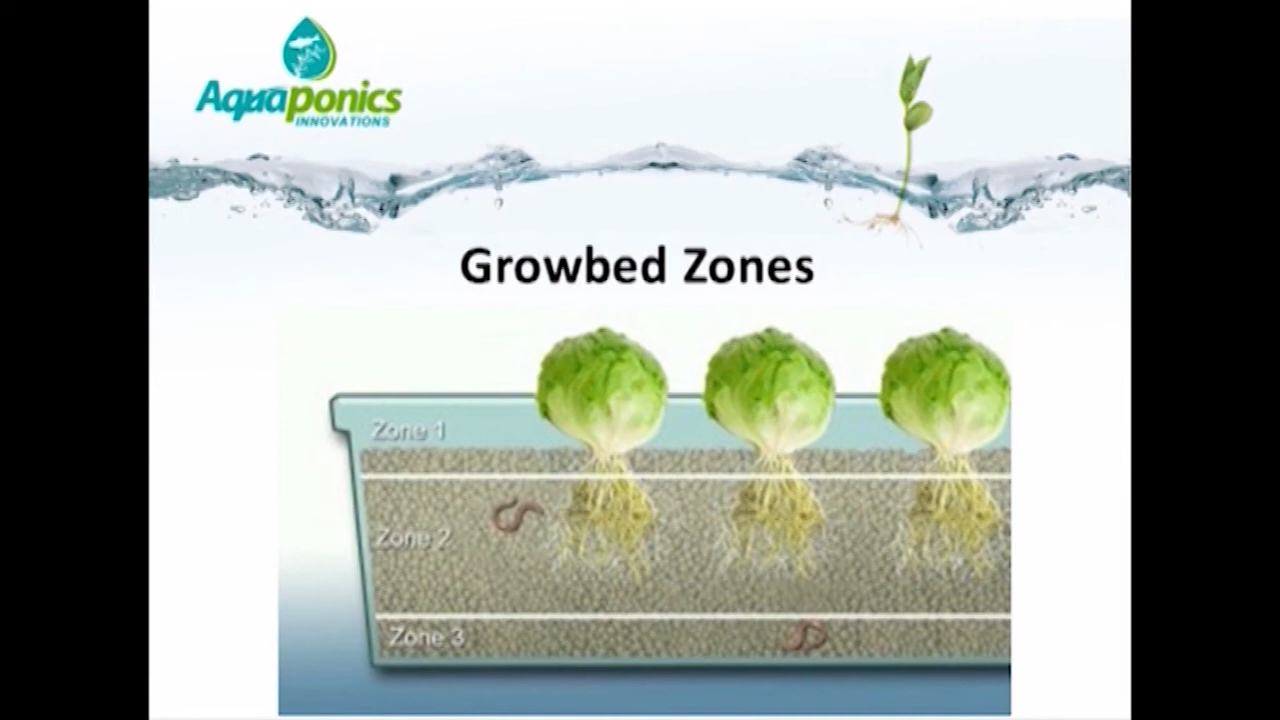 Aquaponics
INNOVATIONS
Growbed Zones
Zone 1
Zone 2
Zone 3